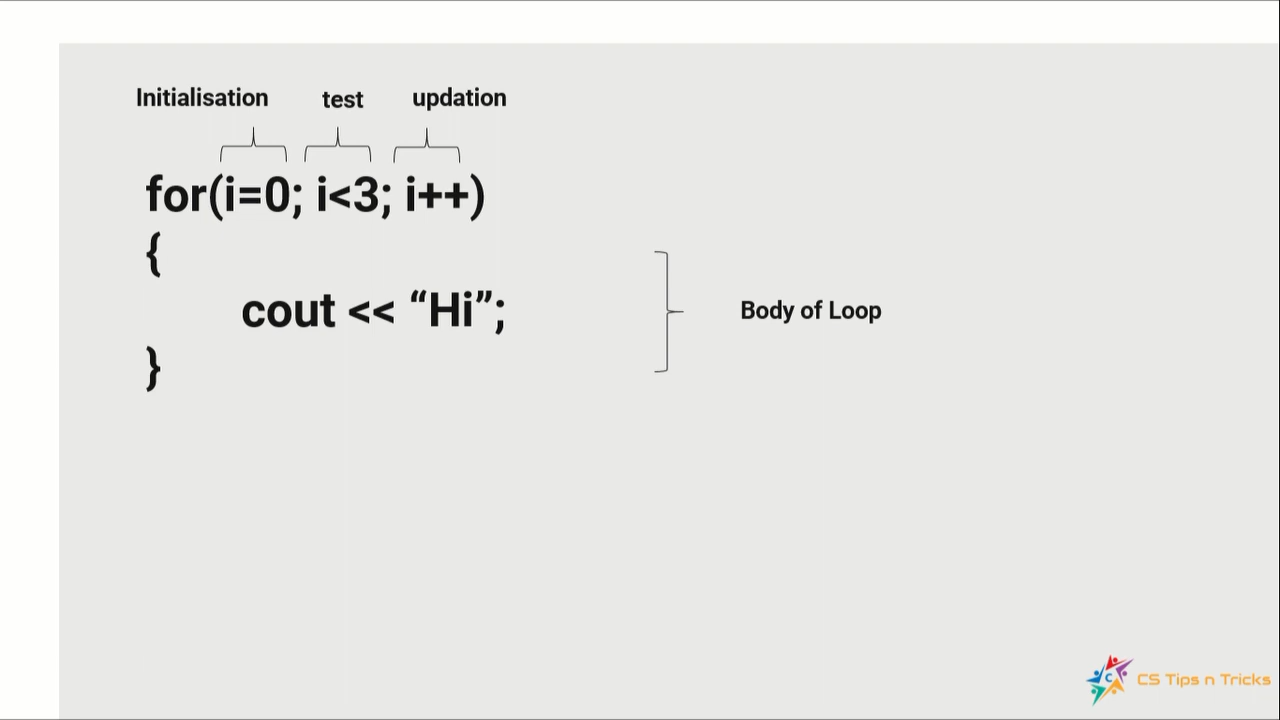 Initialisation test updation
for(i=0; i<3; i++)
{
cout << “Hi”;
Body of Loop
}
CS Tips n Tricks